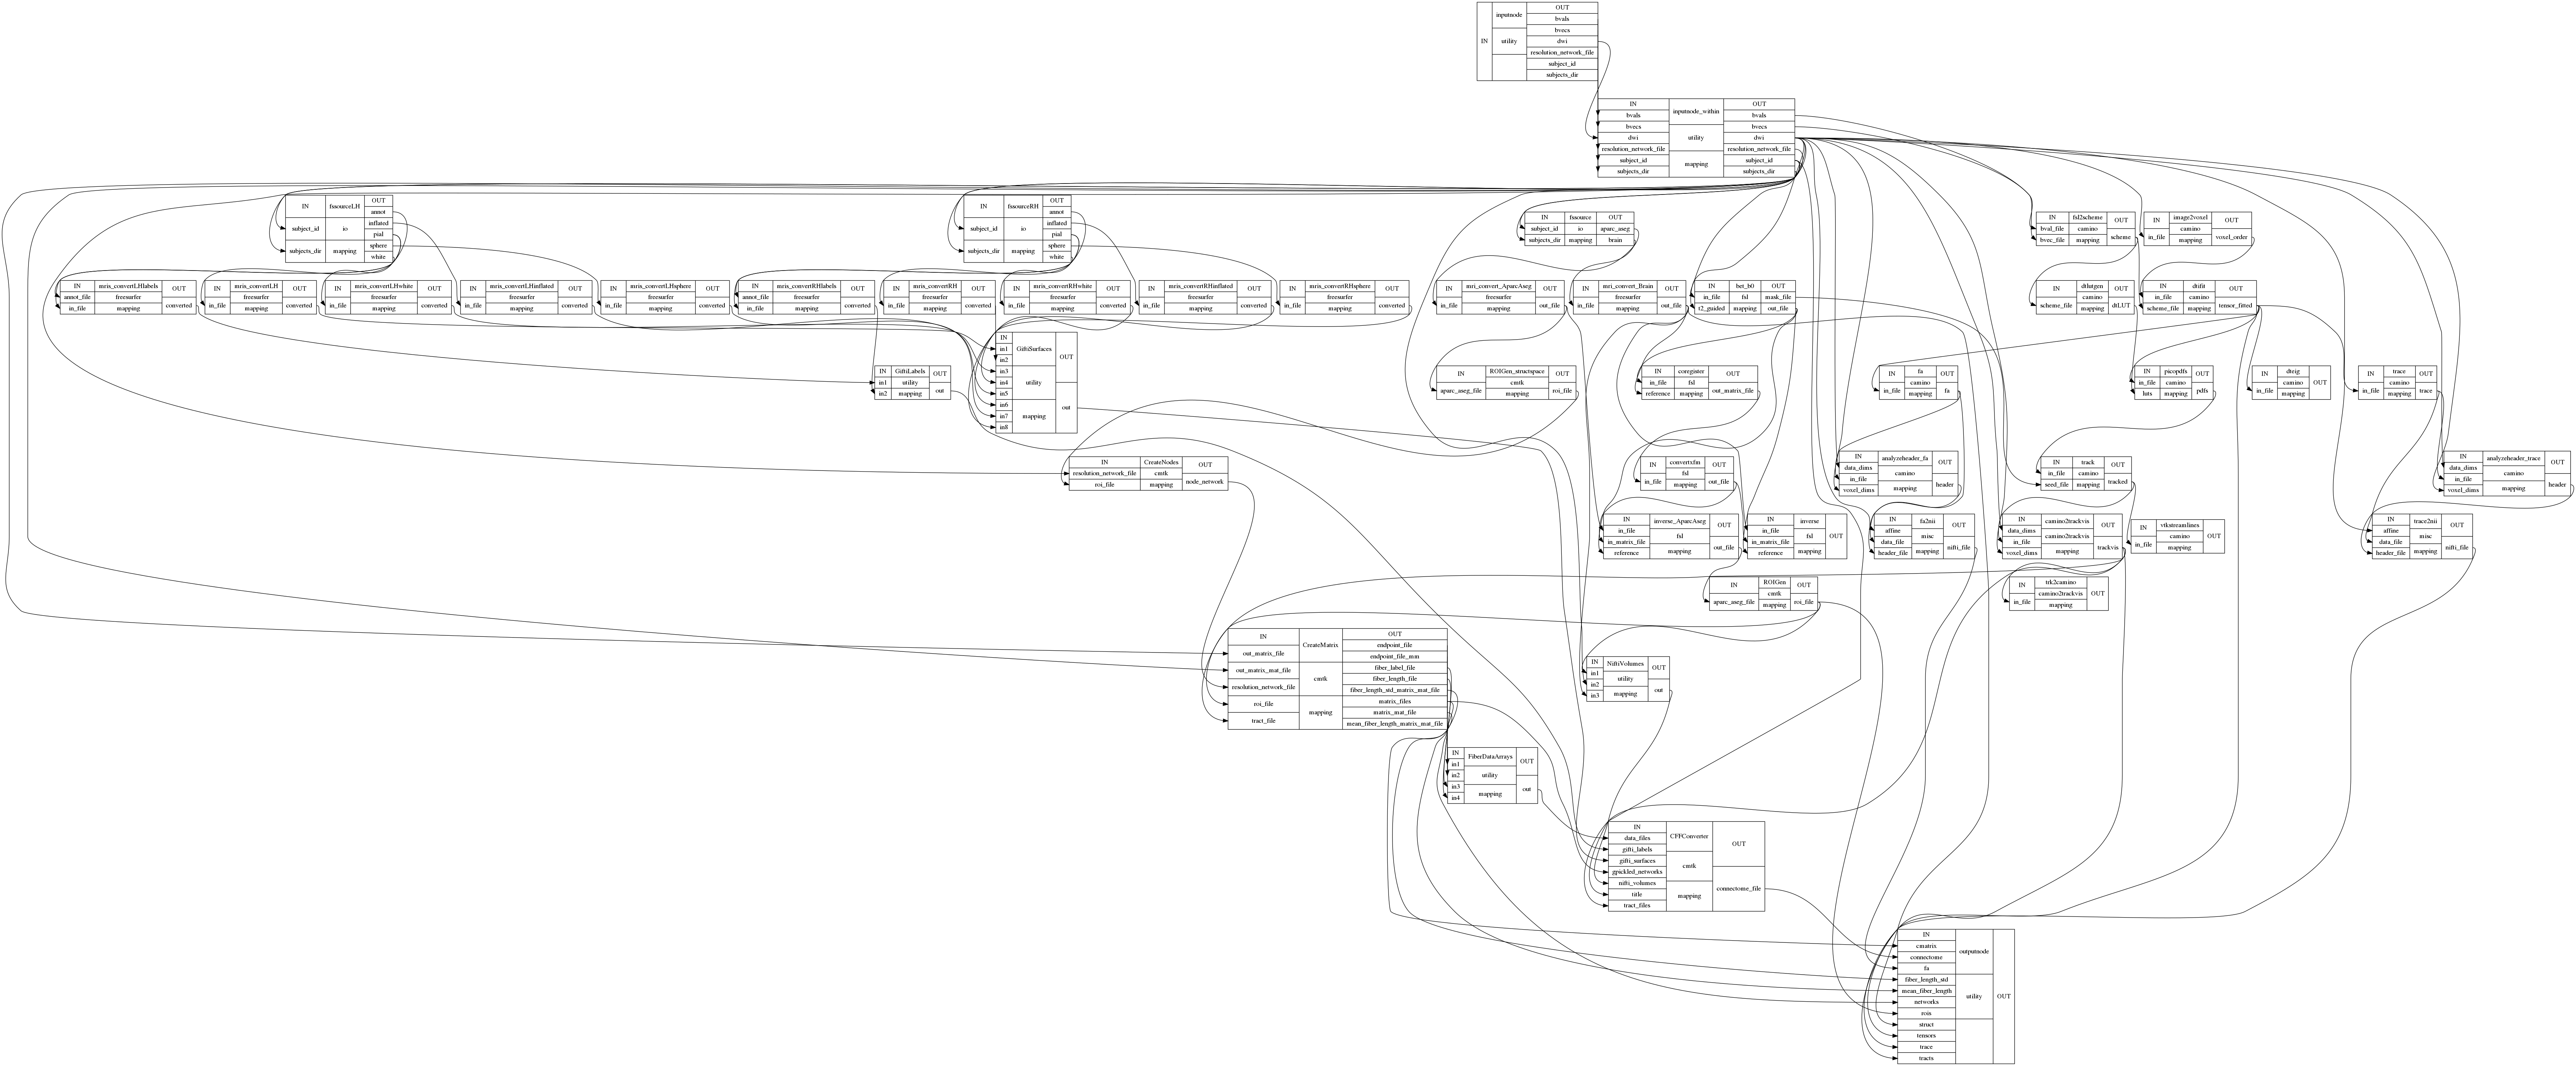 IN
inputnode
utility
OUT
bvals
bvecs
dwi
resolution_network_file
subject_id
subjects_dir
IN
bvals
bvecs
dwi
resolution_network_file
subject_id
subjects_dir
inputnode_within
utility
mapping
OUT
bvals
bvecs
dwi
resolution_network_file
subject_id
subjects_dir
IN
subject_id
subjects_dir
fssourceLH
io
mapping
OUT
annot
inflated
pial
sphere
white
IN
subject_id
subjects_dir
fssourceRH
io
mapping
OUT
annot
inflated
pial
sphere
white
IN
subject_id
subjects_dir
fssource
io
mapping
OUT
aparc_aseg
brain
IN
bval_file
bvec_file
fsl2scheme
camino
mapping
OUT
scheme
IN
in_file
image2voxel
camino
mapping
OUT
voxel_order
IN
annot_file
in_file
mris_convertLHlabels
freesurfer
mapping
OUT
converted
IN
in_file
mris_convertLH
freesurfer
mapping
OUT
converted
IN
in_file
mris_convertLHwhite
freesurfer
mapping
OUT
converted
IN
in_file
mris_convertLHinflated
freesurfer
mapping
OUT
converted
IN
in_file
mris_convertLHsphere
freesurfer
mapping
OUT
converted
IN
annot_file
in_file
mris_convertRHlabels
freesurfer
mapping
OUT
converted
IN
in_file
mris_convertRH
freesurfer
mapping
OUT
converted
IN
in_file
mris_convertRHwhite
freesurfer
mapping
OUT
converted
IN
in_file
mris_convertRHinflated
freesurfer
mapping
OUT
converted
IN
in_file
mris_convertRHsphere
freesurfer
mapping
OUT
converted
IN
in_file
mri_convert_AparcAseg
freesurfer
mapping
OUT
out_file
IN
in_file
mri_convert_Brain
freesurfer
mapping
OUT
out_file
IN
in_file
t2_guided
bet_b0
fsl
mapping
OUT
mask_file
out_file
IN
scheme_file
dtlutgen
camino
mapping
OUT
dtLUT
IN
in_file
scheme_file
dtifit
camino
mapping
OUT
tensor_fitted
IN
in1
in2
GiftiLabels
utility
mapping
OUT
out
IN
in1
in2
in3
in4
in5
in6
in7
in8
GiftiSurfaces
utility
mapping
OUT
out
IN
aparc_aseg_file
ROIGen_structspace
cmtk
mapping
OUT
roi_file
IN
in_file
reference
coregister
fsl
mapping
OUT
out_matrix_file
IN
in_file
fa
camino
mapping
OUT
fa
IN
in_file
luts
picopdfs
camino
mapping
OUT
pdfs
IN
in_file
dteig
camino
mapping
OUT
IN
in_file
trace
camino
mapping
OUT
trace
IN
resolution_network_file
roi_file
CreateNodes
cmtk
mapping
OUT
node_network
IN
in_file
convertxfm
fsl
mapping
OUT
out_file
IN
data_dims
in_file
voxel_dims
analyzeheader_fa
camino
mapping
OUT
header
IN
in_file
seed_file
track
camino
mapping
OUT
tracked
IN
data_dims
in_file
voxel_dims
analyzeheader_trace
camino
mapping
OUT
header
IN
in_file
in_matrix_file
reference
inverse_AparcAseg
fsl
mapping
OUT
out_file
IN
in_file
in_matrix_file
reference
inverse
fsl
mapping
OUT
IN
affine
data_file
header_file
fa2nii
misc
mapping
OUT
nifti_file
IN
data_dims
in_file
voxel_dims
camino2trackvis
camino2trackvis
mapping
OUT
trackvis
IN
in_file
vtkstreamlines
camino
mapping
OUT
IN
affine
data_file
header_file
trace2nii
misc
mapping
OUT
nifti_file
IN
aparc_aseg_file
ROIGen
cmtk
mapping
OUT
roi_file
IN
in_file
trk2camino
camino2trackvis
mapping
OUT
IN
out_matrix_file
out_matrix_mat_file
resolution_network_file
roi_file
tract_file
CreateMatrix
cmtk
mapping
OUT
endpoint_file
endpoint_file_mm
fiber_label_file
fiber_length_file
fiber_length_std_matrix_mat_file
matrix_files
matrix_mat_file
mean_fiber_length_matrix_mat_file
IN
in1
in2
in3
NiftiVolumes
utility
mapping
OUT
out
IN
in1
in2
in3
in4
FiberDataArrays
utility
mapping
OUT
out
IN
data_files
gifti_labels
gifti_surfaces
gpickled_networks
nifti_volumes
title
tract_files
CFFConverter
cmtk
mapping
OUT
connectome_file
IN
cmatrix
connectome
fa
fiber_length_std
mean_fiber_length
networks
rois
struct
tensors
trace
tracts
outputnode
utility
OUT